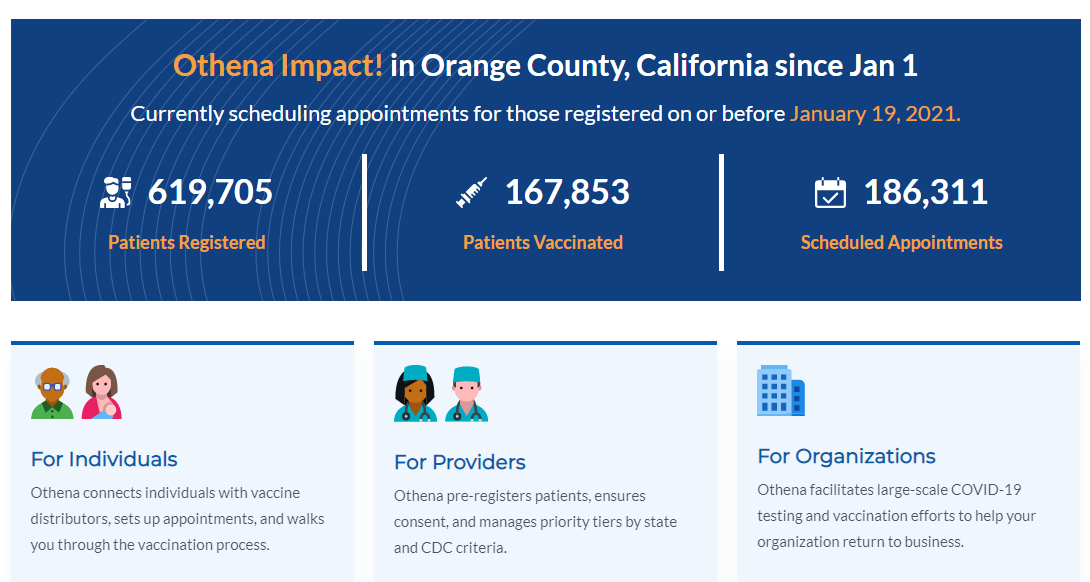 Othena Impact! in Orange County, California since Jan 1
Currently scheduling appointments for those registered on or before January 19, 2021.
619,705
Patients Registered
167,853
Patients Vaccinated
186,311
Scheduled Appointments
For Individuals
Othena connects individuals with vaccine
distributors, sets up appointments, and walks
you through the vaccination process.
For Providers
Othena pre-registers patients, ensures
consent, and manages priority tiers by state
and CDC criteria.
For Organizations
Othena facilitates large-scale COVID-19
testing and vaccination efforts to help your
organization return to business.